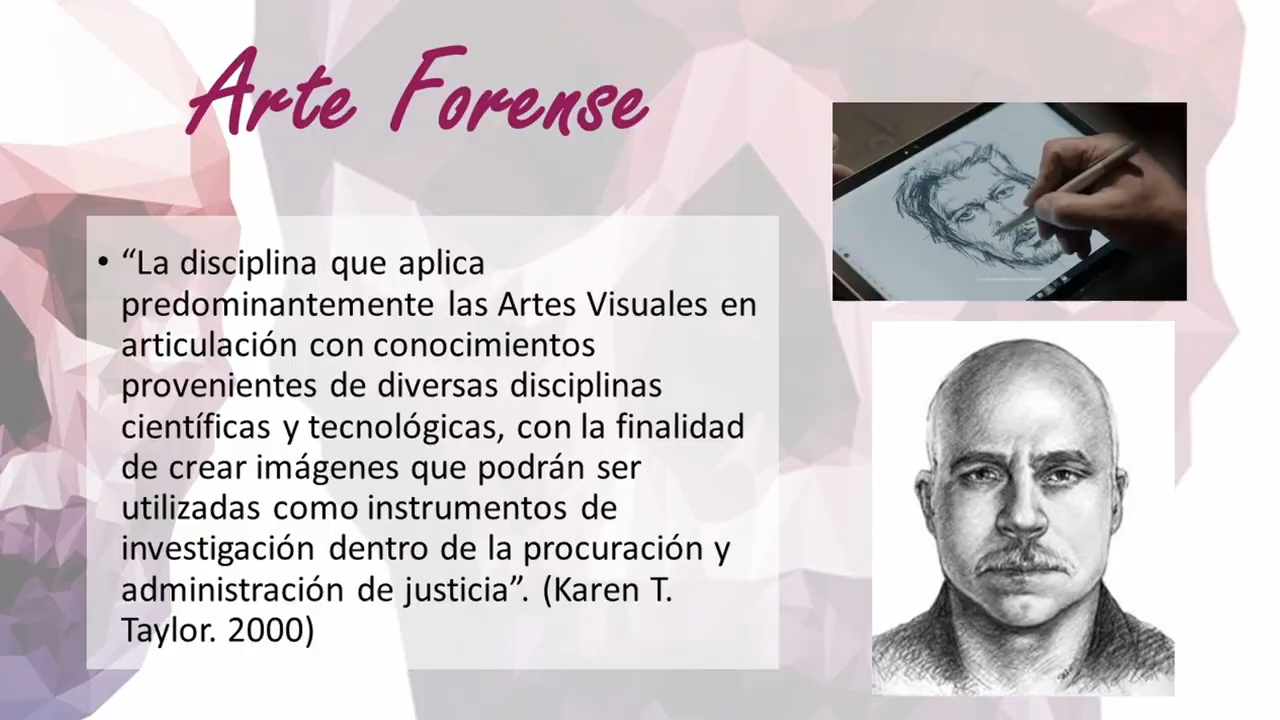 Arte Forense
• “La disciplina que aplica
predominantemente las Artes Visuales en
articulación con conocimientos
provenientes de diversas disciplinas
científicas y tecnológicas, con la finalidad
de crear imágenes que podrán ser
utilizadas como instrumentos de
investigación dentro de la procuración y
administración de justicia”. (Karen T.
Taylor. 2000)